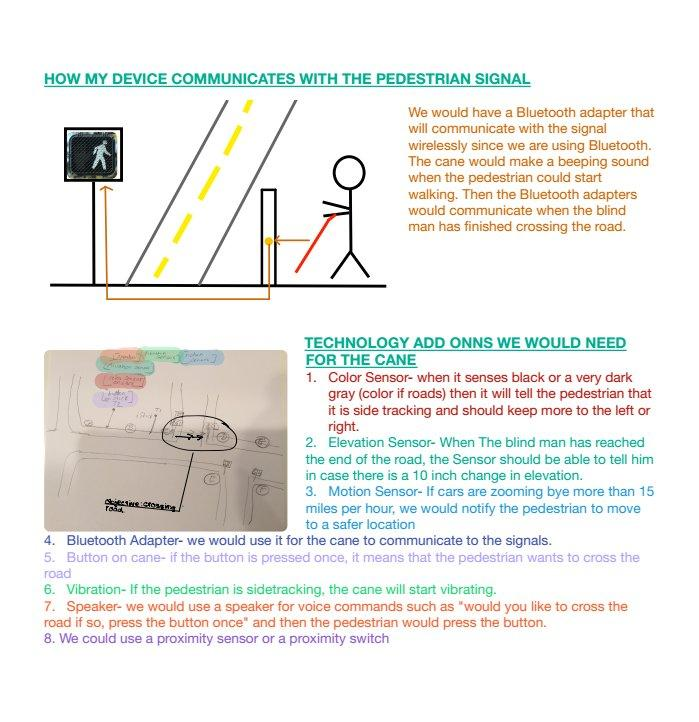 HOW MY DEVICE COMMUNICATES WITH THE PEDESTRIAN SIGNAL
We would have a Bluetooth adapter that
will communicate with the signal
wirelessly since we are using Bluetooth.
The cane would make a beeping sound
when the pedestrian could start
walking. Then the Bluetooth adapters
would communicate when the blind
man has finished crossing the road.
TECHNOLOGY ADD ONNS WE WOULD NEED
FOR THE CANE
1. Color Sensor- when it senses black or a very dark
gray (color if roads) then it will tell the pedestrian that
it is side tracking and should keep more to the left or
right.
2. Elevation Sensor- When The blind man has reached
the end of the road, the Sensor should be able to tell him
in case there is a 10 inch change in elevation.
3. Motion Sensor- If cars are zooming bye more than 15
miles per hour, we would notify the pedestrian to move
to a safer location
Objective: crossing
road
4. Bluetooth Adapter- we would use it for the cane to communicate to the signals.
5. Button on cane- if the button is pressed once, it means that the pedestrian wants to cross the
road
6. Vibration- If the pedestrian is sidetracking, the cane will start vibrating.
7. Speaker- we would use a speaker for voice commands such as "would you like to cross the
road if so, press the button once" and then the pedestrian would press the button.
8. We could use a proximity sensor or a proximity switch